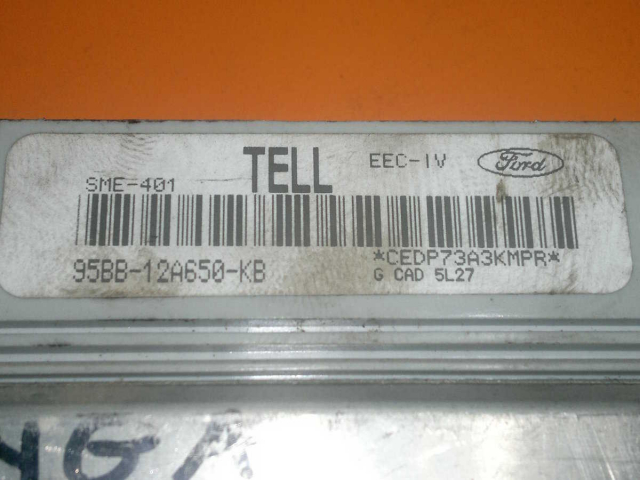 TELL EEC-IV Ford
SME-401
*CEDP73A3KMPR*
95BB-12A650-KB G CAD 5L27